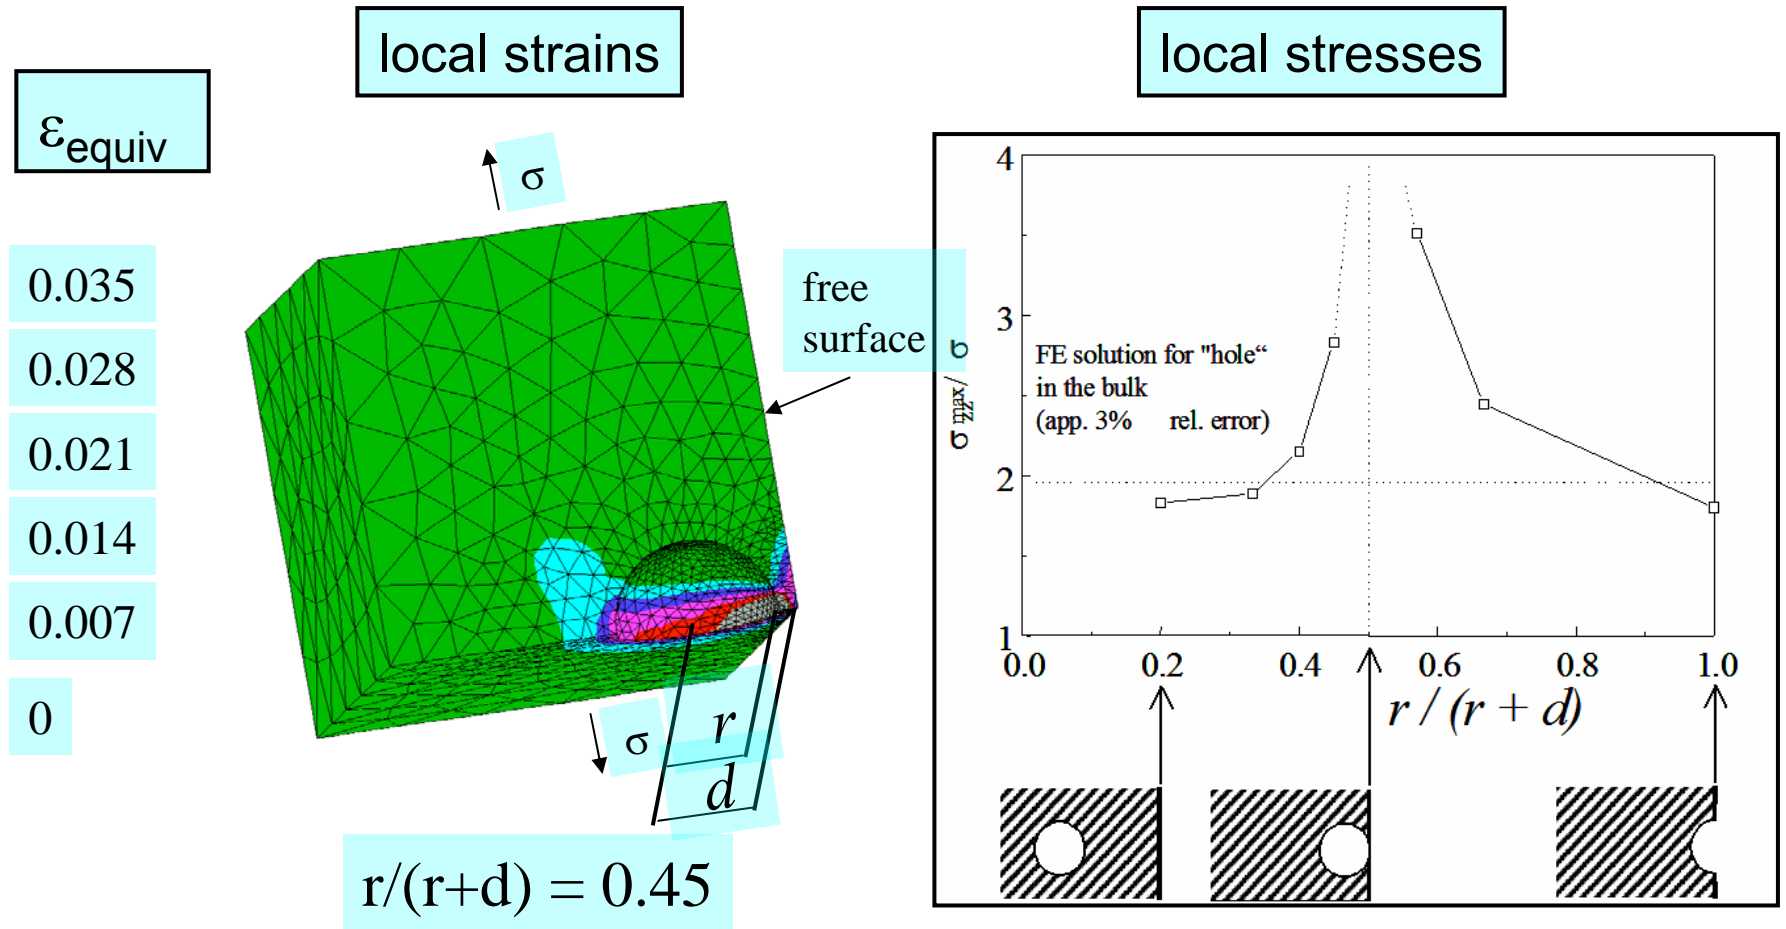 local strains
local stresses
εequiv
σ
0.035
0.028
0.021
0.014
0.007
0
free
surface
σ
r
d
r/(r+d) = 0.45
4
3
2
1
σzzmax/ σ
FE solution for "hole“
in the bulk
(app. 3% rel. error)
0.0 0.2 0.4 0.6 0.8 1.0
r / (r + d)